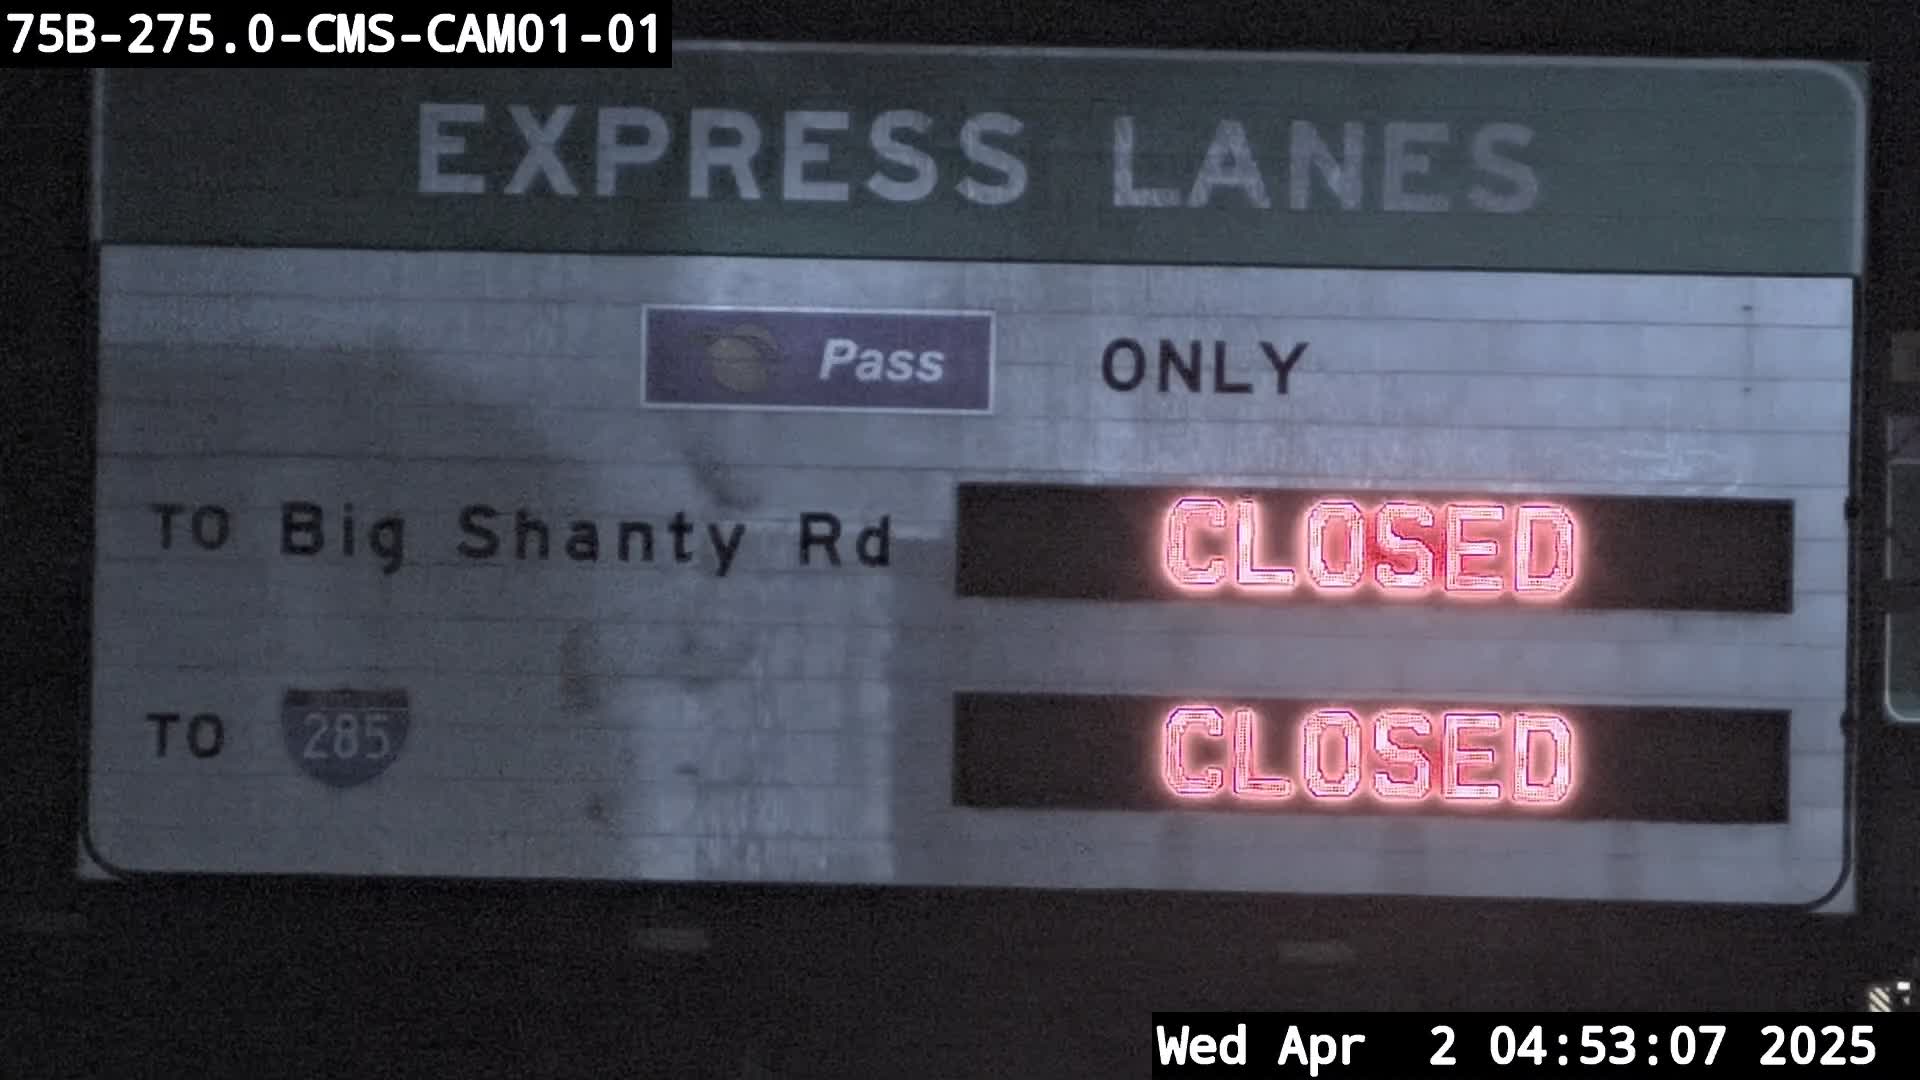 75B-275.0-CMS-CAM01-01
EXPRESS LANES
Pass ONLY
TO Big Shanty Rd CLOSED
TO 285 CLOSED
Wed Apr 2 04:53:07 2025